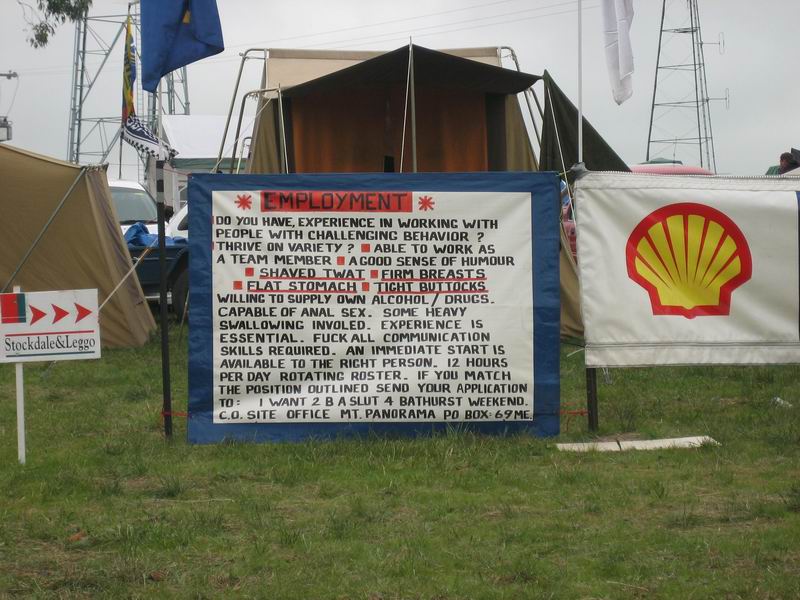 * EMPLOYMENT *
DO YOU HAVE, EXPERIENCE IN WORKING WITH
PEOPLE WITH CHALLENGING BEHAVIOR ?
THRIVE ON VARIETY ? ■ ABLE TO WORK AS
A TEAM MEMBER ■ A GOOD SENSE OF HUMOUR
■ SHAVED TWAT ■ FIRM BREASTS
■ FLAT STOMACH ■ TIGHT BUTTOCKS
WILLING TO SUPPLY OWN ALCOHOL / DRUGS.
CAPABLE OF ANAL SEX. SOME HEAVY
SWALLOWING INVOLED. EXPERIENCE IS
ESSENTIAL. FUCK ALL COMMUNICATION
SKILLS REQUIRED. AN IMMEDIATE START IS
AVAILABLE TO THE RIGHT PERSON. 12 HOURS
PER DAY ROTATING ROSTER. IF YOU MATCH
THE POSITION OUTLINED SEND YOUR APPLICATION
TO: I WANT 2 B A SLUT 4 BATHURST WEEKEND.
C.O. SITE OFFICE MT. PANORAMA PO BOX: 69 ME.
Stockdale&Leggo